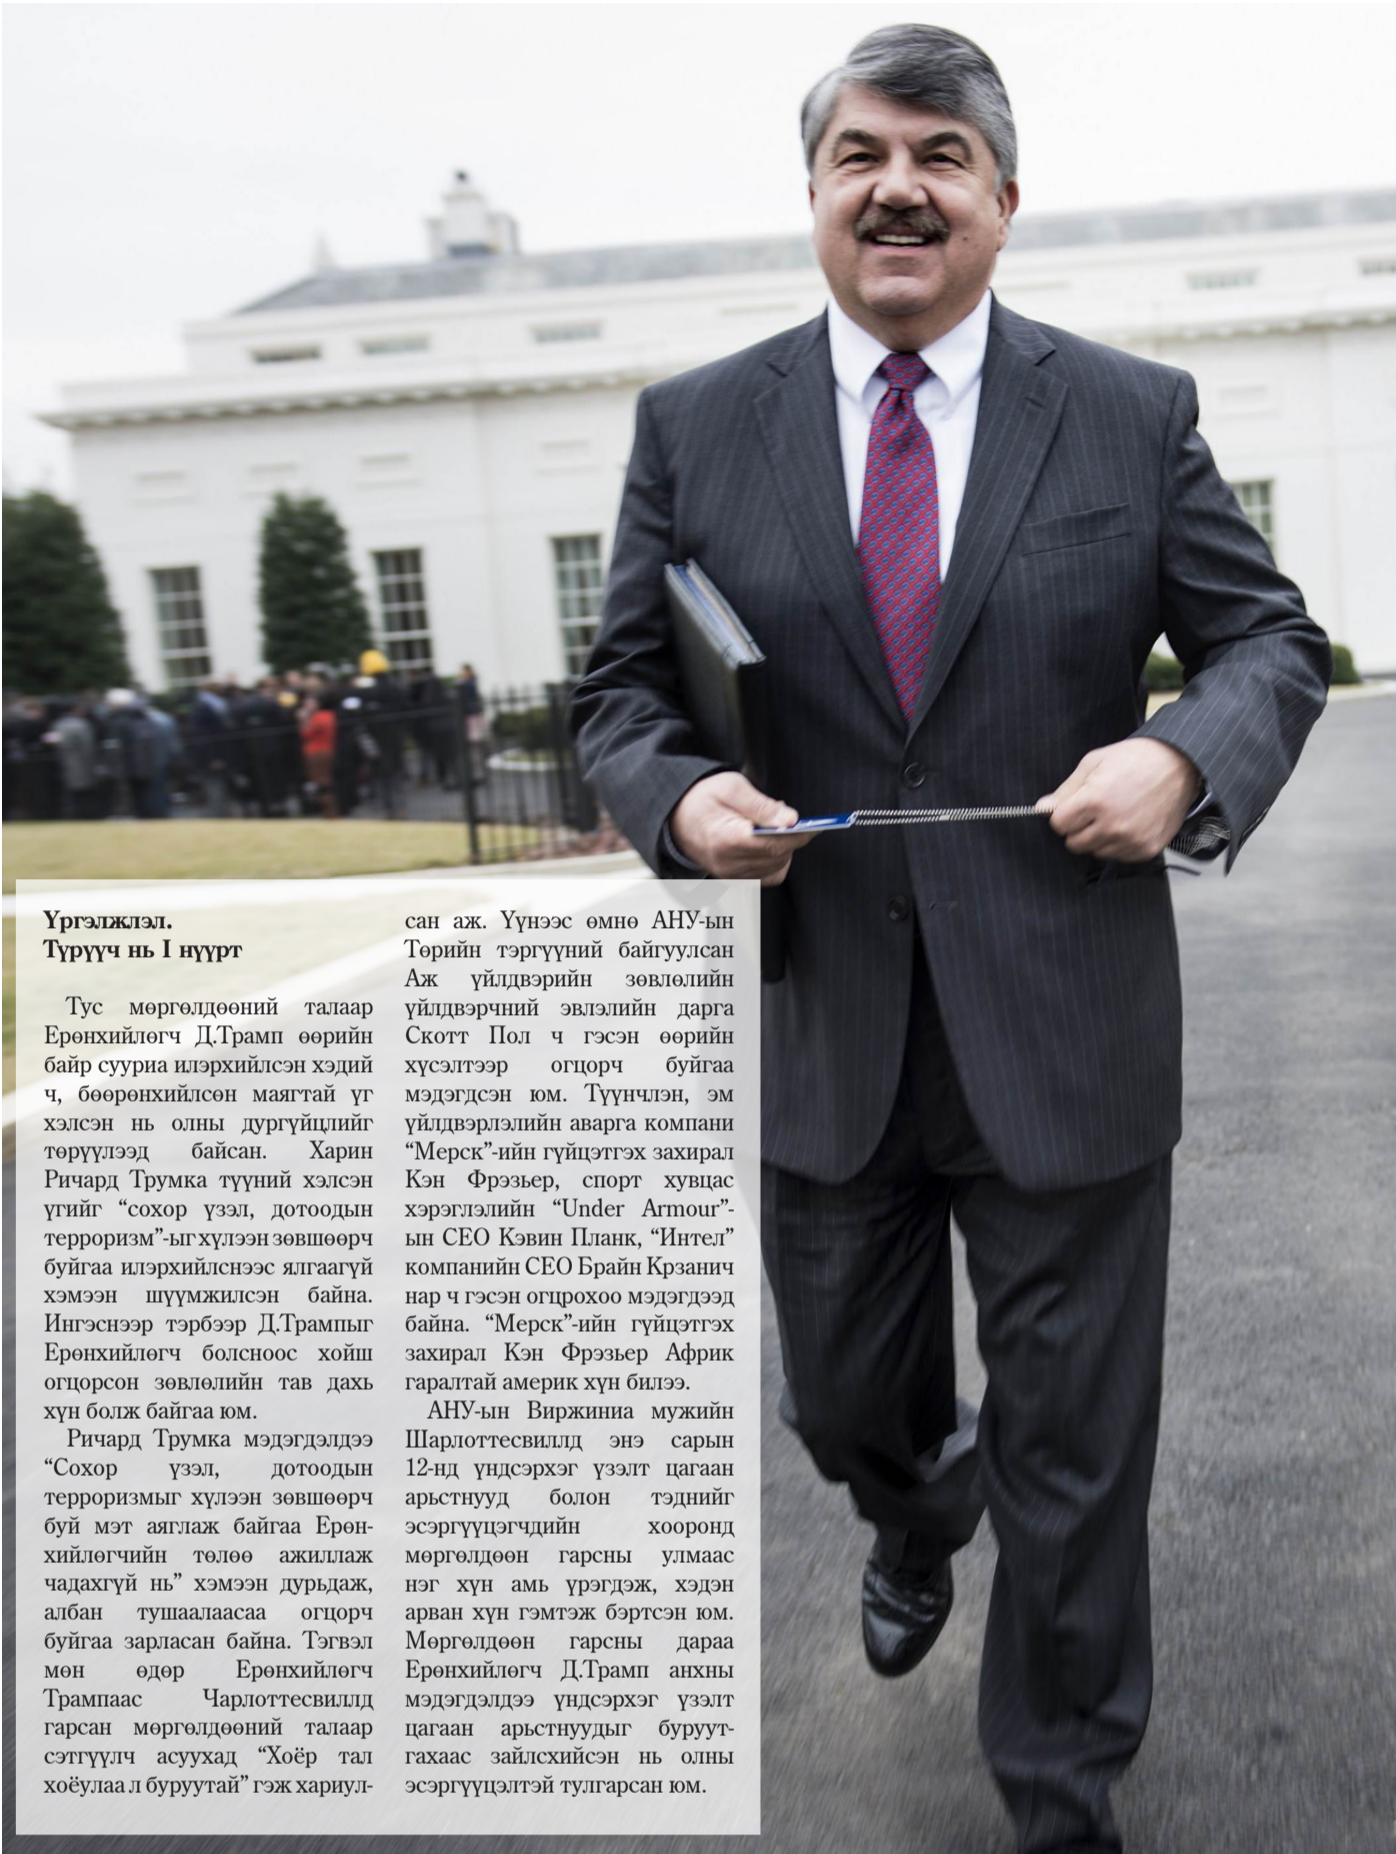 Үргэлжлэл.
Түрүүч нь I нүүрт
Тус мөргөлдөөний талаар
Ерөнхийлөгч Д.Трамп өөрийн
байр сууриа илэрхийлсэн хэдий
ч, бөөрөнхийлсөн маягтай үг
хэлсэн нь олны дургүйцлийг
төрүүлээд байсан. Харин
Ричард Трумка түүний хэлсэн
үгийг “сохор үзэл, дотоодын
терроризм”-ыг хүлээн зөвшөөрч
буйгаа илэрхийлснээс ялгаагүй
хэмээн шүүмжилсэн байна.
Ингэснээр тэрбээр Д.Трампыг
Ерөнхийлөгч болсноос хойш
огцорсон зөвлөлийн тав дахь
хүн болж байгаа юм.
Ричард Трумка мэдэгдэлдээ
“Сохор үзэл, дотоодын
терроризмыг хүлээн зөвшөөрч
буй мэт аяглаж байгаа Ерөн-
хийлөгчийн төлөө ажиллаж
чадахгүй нь” хэмээн дурьдаж,
албан тушаалаасаа огцорч
буйгаа зарласан байна. Тэгвэл
мөн өдөр Ерөнхийлөгч
Трампаас Чарлоттесвиллд
гарсан мөргөлдөөний талаар
сэтгүүлч асуухад “Хоёр тал
хоёулаа л буруутай” гэж хариул-
сан аж. Үүнээс өмнө АНУ-ын
Төрийн тэргүүний байгуулсан
Аж үйлдвэрийн зөвлөлийн
үйлдвэрчний эвлэлийн дарга
Скотт Пол ч гэсэн өөрийн
хүсэлтээр огцорч буйгаа
мэдэгдсэн юм. Түүнчлэн, эм
үйлдвэрлэлийн аварга компани
“Мерск”-ийн гүйцэтгэх захирал
Кэн Фрэзьер, спорт хувцас
хэрэглэлийн “Under Armour”-
ын CEO Кэвин Планк, “Интел”
компанийн CEO Брайн Крзанич
нар ч гэсэн огцрохоо мэдэгдээд
байна. “Мерск”-ийн гүйцэтгэх
захирал Кэн Фрэзьер Африк
гаралтай америк хүн билээ.
АНУ-ын Виржиниа мужийн
Шарлоттесвиллд энэ сарын
12-нд үндсэрхэг үзэлт цагаан
арьстнууд болон тэднийг
эсэргүүцэгчдийн хооронд
мөргөлдөөн гарсны улмаас
нэг хүн амь үрэгдэж, хэдэн
арван хүн гэмтэж бэртсэн юм.
Мөргөлдөөн гарсны дараа
Ерөнхийлөгч Д.Трамп анхны
мэдэгдэлдээ үндсэрхэг үзэлт
цагаан арьстнуудыг буруут-
гахаас зайлсхийсэн нь олны
эсэргүүцэлтэй тулгарсан юм.